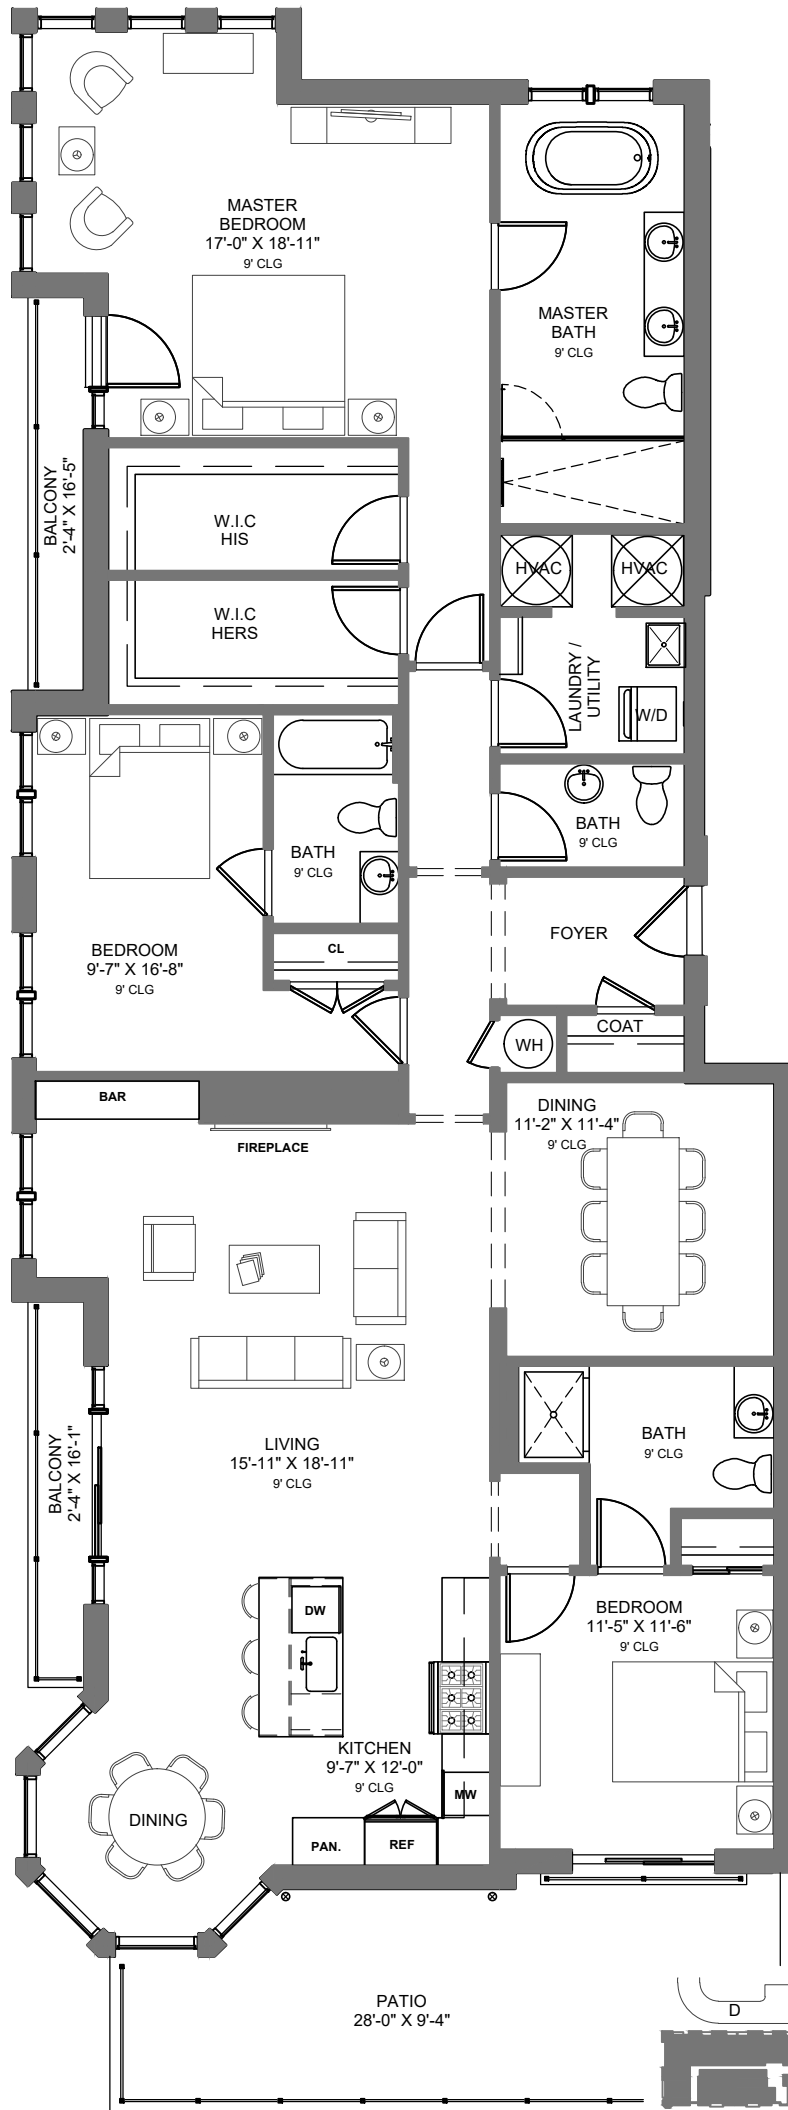 MASTER
BEDROOM
17'-0" X 18'-11"
9' CLG
MASTER
BATH
9' CLG
BALCONY
2'-4" X 16'-5"
W.I.C
HIS
W.I.C
HERS
HVAC
HVAC
LAUNDRY /
UTILITY
W/D
BATH
9' CLG
BATH
9' CLG
BEDROOM
9'-7" X 16'-8"
9' CLG
CL
FOYER
COAT
WH
BAR
FIREPLACE
DINING
11'-2" X 11'-4"
9' CLG
LIVING
15'-11" X 18'-11"
9' CLG
BALCONY
2'-4" X 16'-1"
BATH
9' CLG
BEDROOM
11'-5" X 11'-6"
9' CLG
DW
KITCHEN
9'-7" X 12'-0"
9' CLG
MW
DINING
PAN.
REF
PATIO
28'-0" X 9'-4"
D